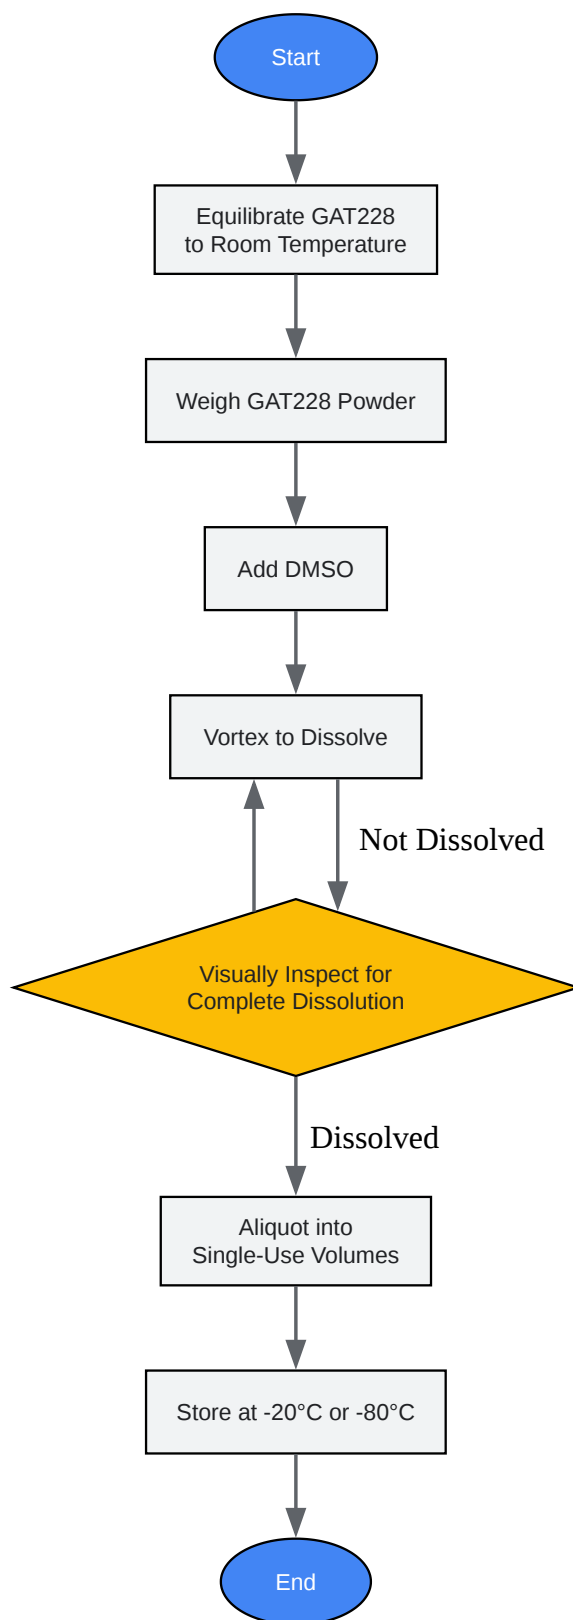 Start
Equilibrate GAT228
to Room Temperature
Weigh GAT228 Powder
Add DMSO
Vortex to Dissolve
Not Dissolved
Visually Inspect for
Complete Dissolution
Dissolved
Aliquot into
Single-Use Volumes
Store at -20°C or -80°C
End